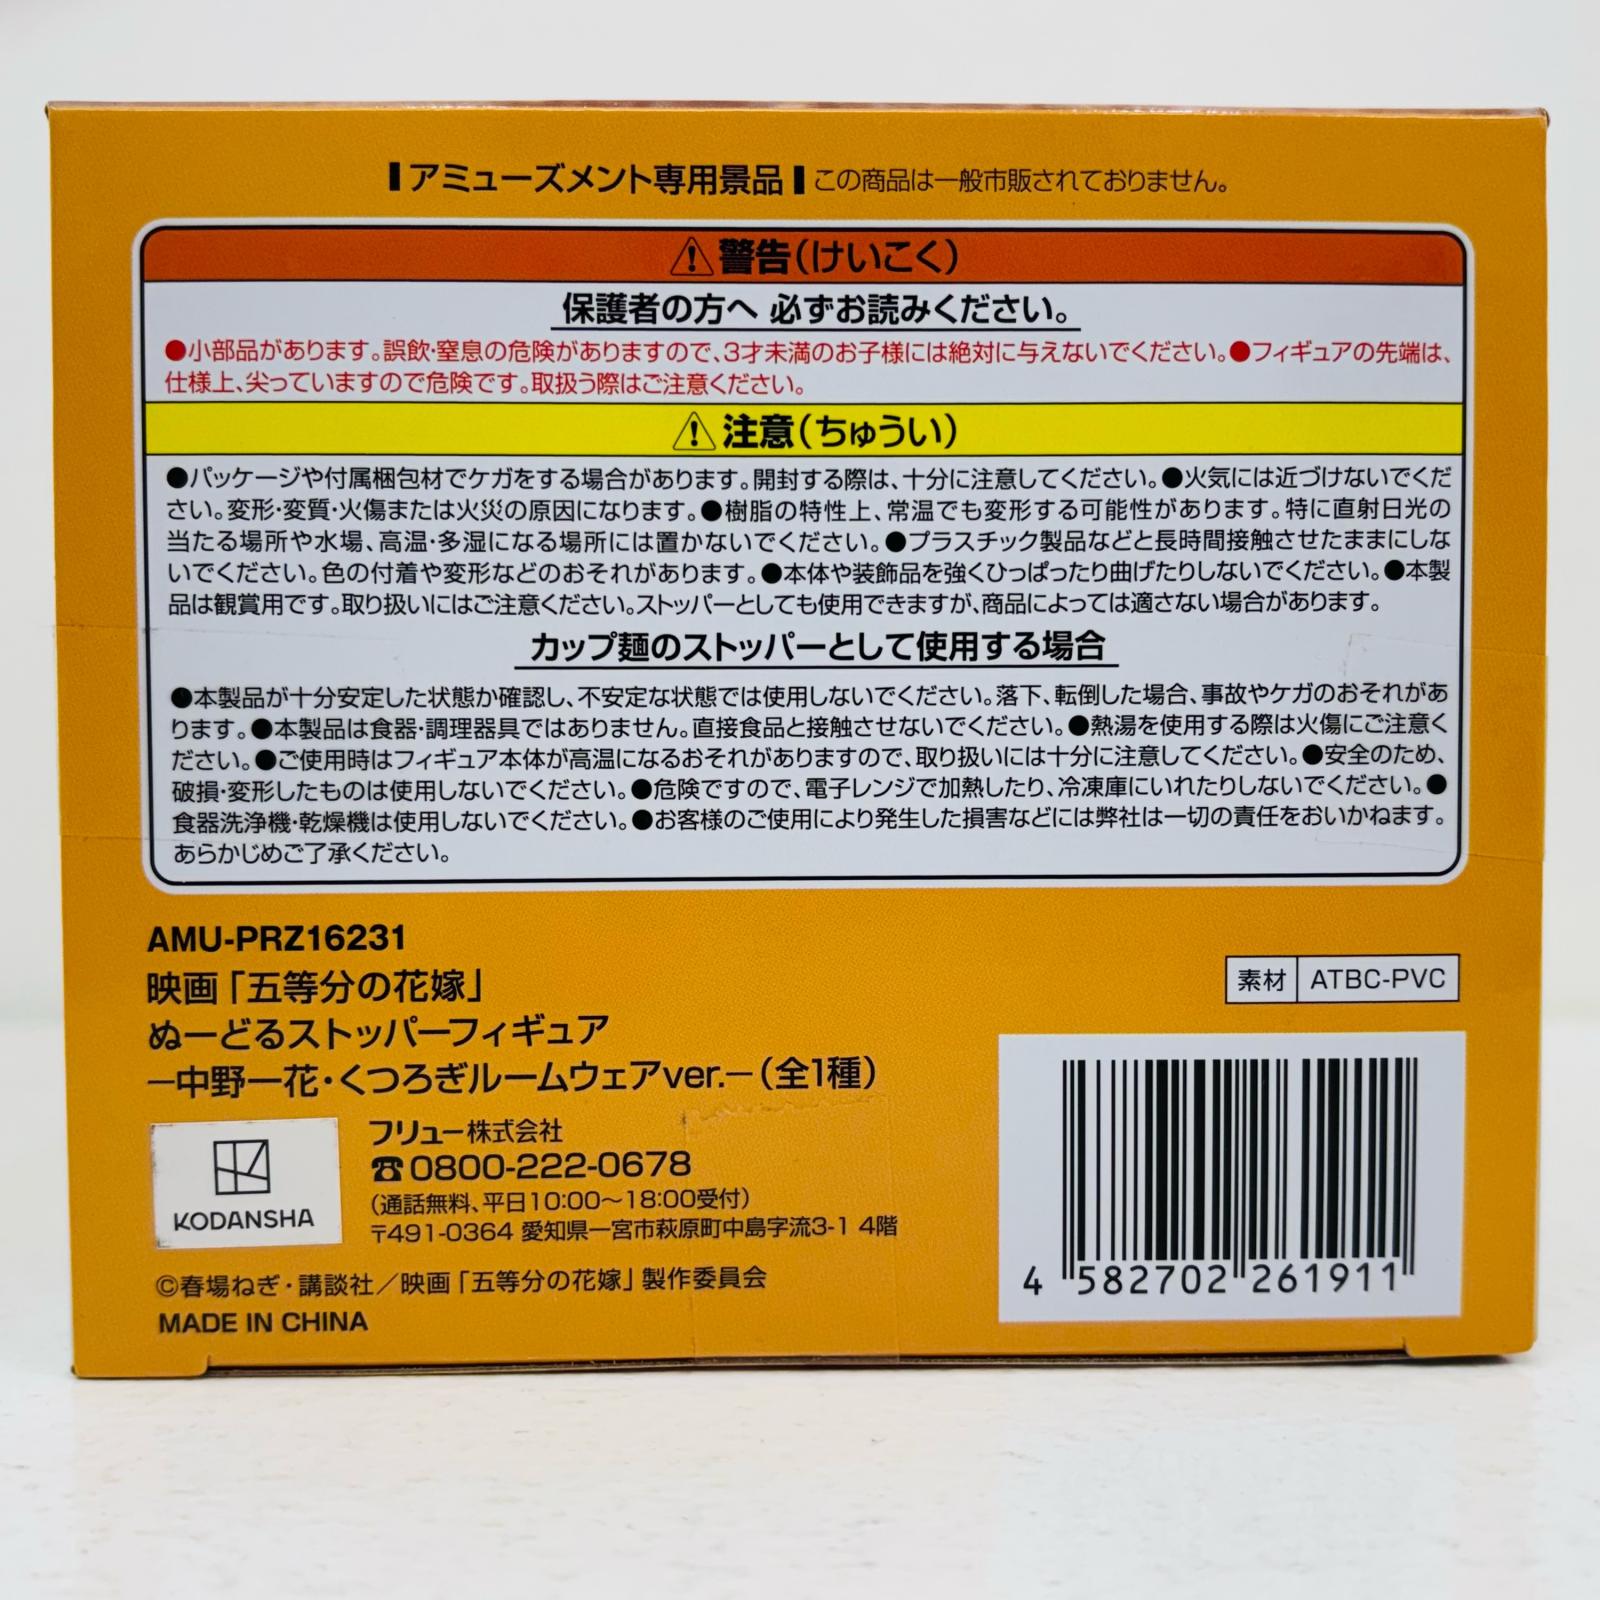 アミューズメント専用景品 この商品は一般市販されておりません。
⚠警告(けいこく)
保護者の方へ 必ずお読みください。
●小部品があります。誤飲・窒息の危険がありますので、3才未満のお子様には絶対に与えないでください。●フィギュアの先端は、
仕様上、尖っていますので危険です。取扱う際はご注意ください。
⚠注意(ちゅうい)
●パッケージや付属梱包材でケガをする場合があります。開封する際は、十分に注意してください。●火気には近づけないでくだ
さい。変形・変質・火傷または火災の原因になります。●樹脂の特性上、常温でも変形する可能性があります。特に直射日光の
当たる場所や水場、高温・多湿になる場所には置かないでください。●プラスチック製品などと長時間接触させたままにしな
いでください。色の付着や変形などのおそれがあります。●本体や装飾品を強くひっぱったり曲げたりしないでください。●本製
品は観賞用です。取り扱いにはご注意ください。ストッパーとしても使用できますが、商品によっては適さない場合があります。
カップ麺のストッパーとして使用する場合
●本製品が十分安定した状態か確認し、不安定な状態では使用しないでください。落下、転倒した場合、事故やケガのおそれがあ
ります。●本製品は食器・調理器具ではありません。直接食品と接触させないでください。●熱湯を使用する際は火傷にご注意く
ださい。●ご使用時はフィギュア本体が高温になるおそれがありますので、取り扱いには十分に注意してください。●安全のため、
破損・変形したものは使用しないでください。●危険ですので、電子レンジで加熱したり、冷凍庫にいれたりしないでください。●
食器洗浄機・乾燥機は使用しないでください。●お客様のご使用により発生した損害などには弊社は一切の責任をおいかねます。
あらかじめご了承ください。
AMU-PRZ16231
映画「五等分の花嫁」
ぬーどるストッパーフィギュア
－中野一花・くつろぎルームウェアver.－(全1種)
素材 ATBC-PVC
KODANSHA
フリュー株式会社
☎0800-222-0678
(通話無料、平日10:00～18:00受付)
〒491-0364 愛知県一宮市萩原町中島字流3-1 4階
©春場ねぎ・講談社／映画「五等分の花嫁」製作委員会
MADE IN CHINA
4 582702 261911